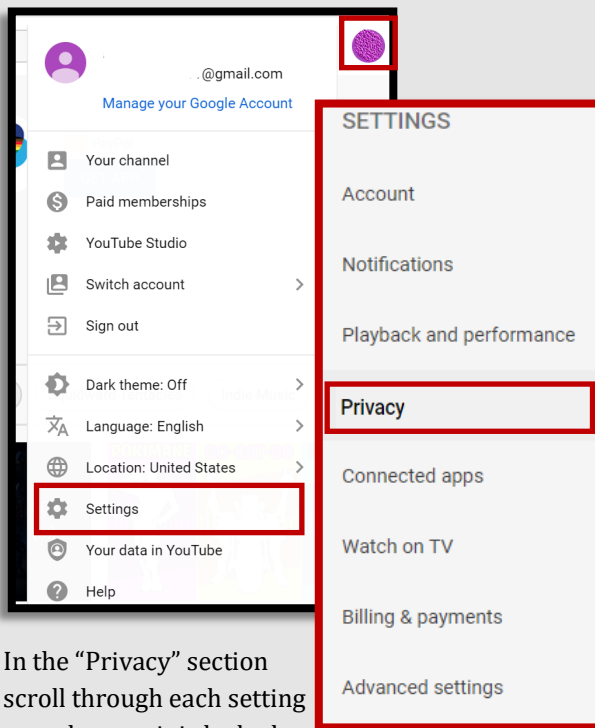 .@gmail.com
Manage your Google Account
Your channel
Paid memberships
YouTube Studio
Switch account
Sign out
Dark theme: Off
Language: English
Location: United States
Settings
Your data in YouTube
Help
SETTINGS
Account
Notifications
Playback and performance
Privacy
Connected apps
Watch on TV
Billing & payments
Advanced settings
In the “Privacy” section
scroll through each setting